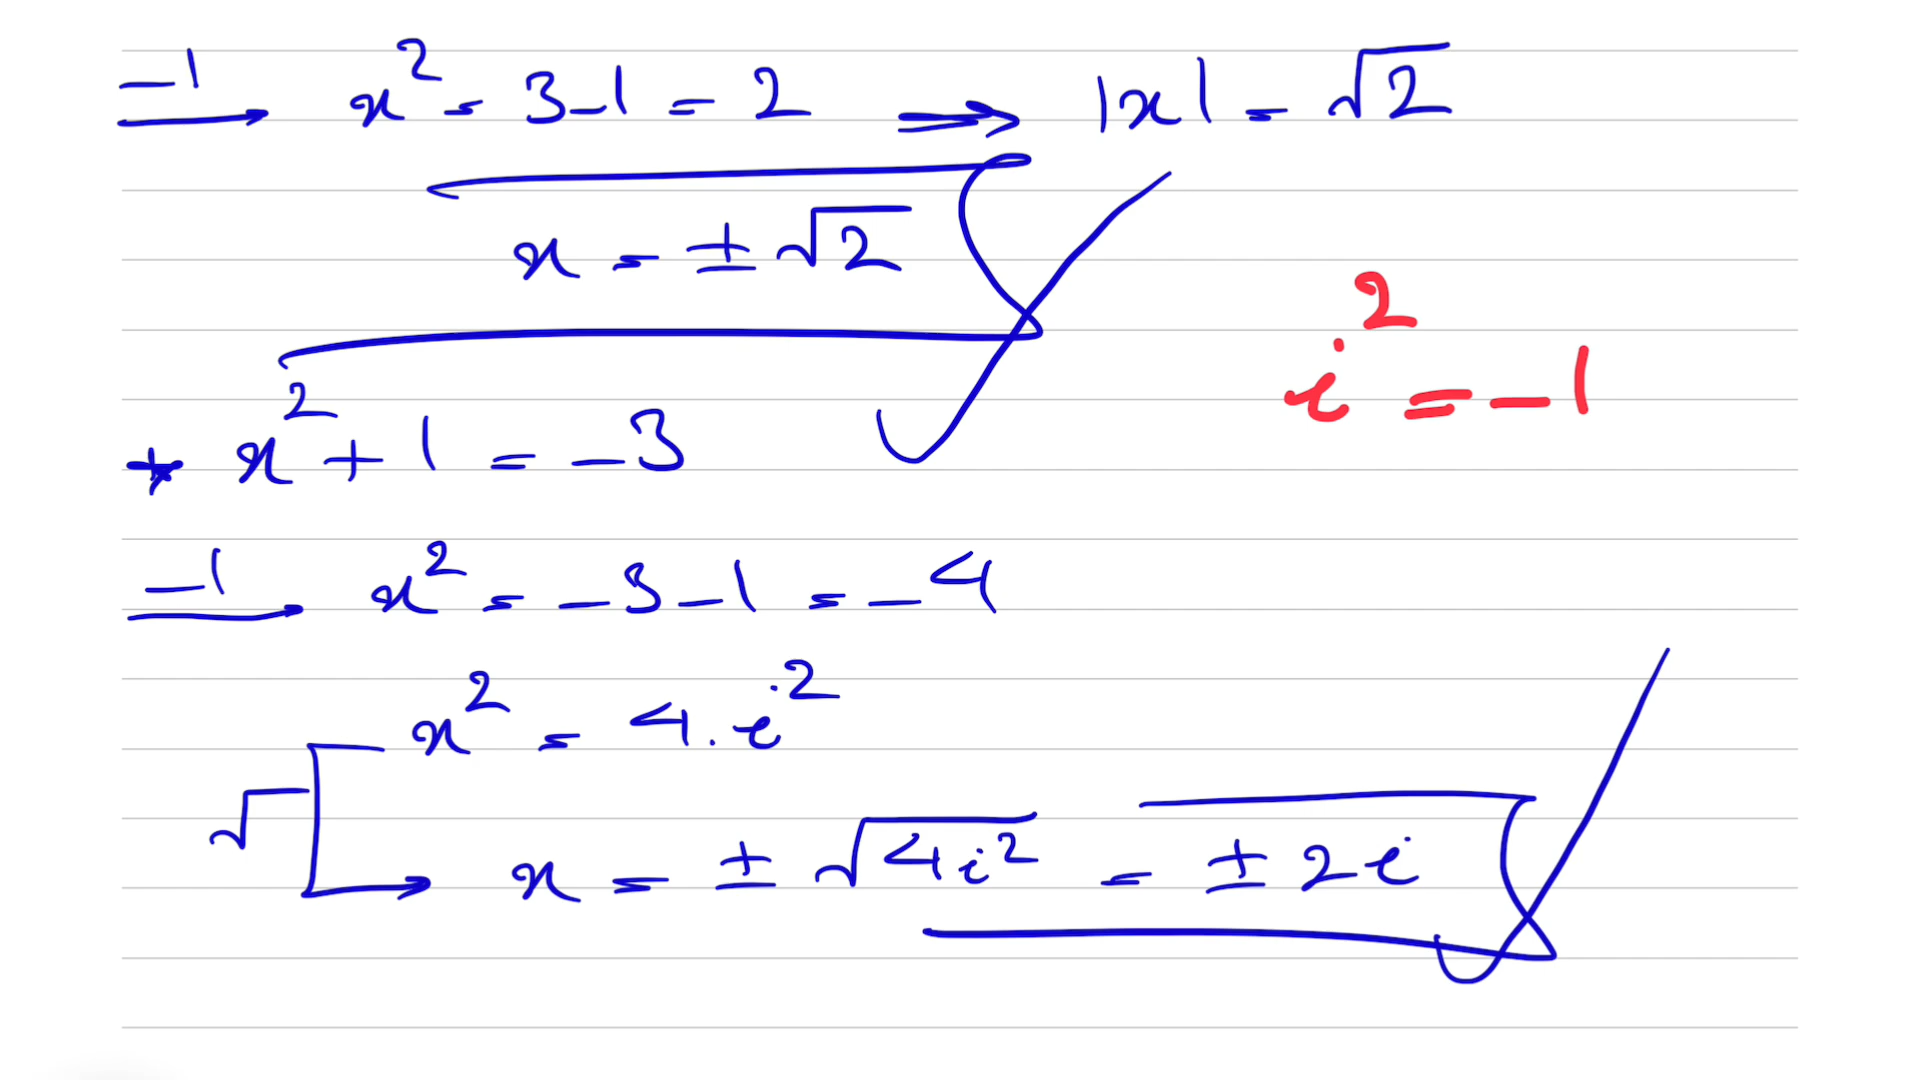 -1 → x² = 3-1 = 2 ⟹ |x| = √2
x = ±√2
i² = -1
* x² + 1 = -3
-1 → x² = -3-1 = -4
x² = 4.i²
√ → x = ±√4i² = ±2i